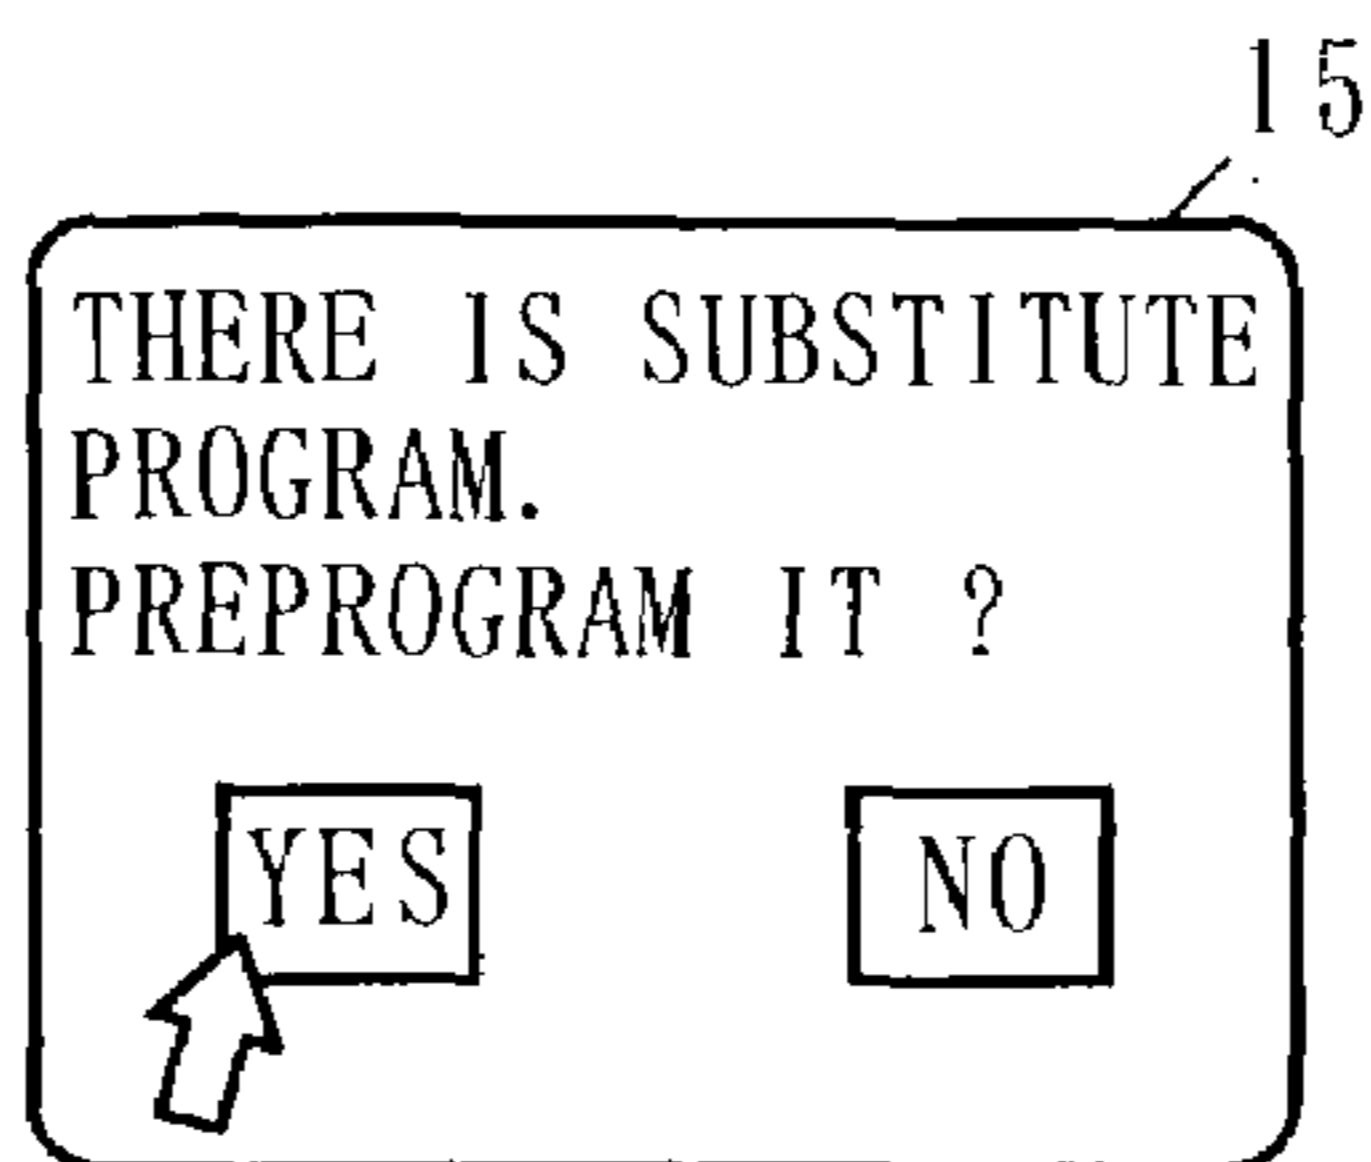 15
THERE IS SUBSTITUTE
PROGRAM.
PREPROGRAM IT ?
YES NO